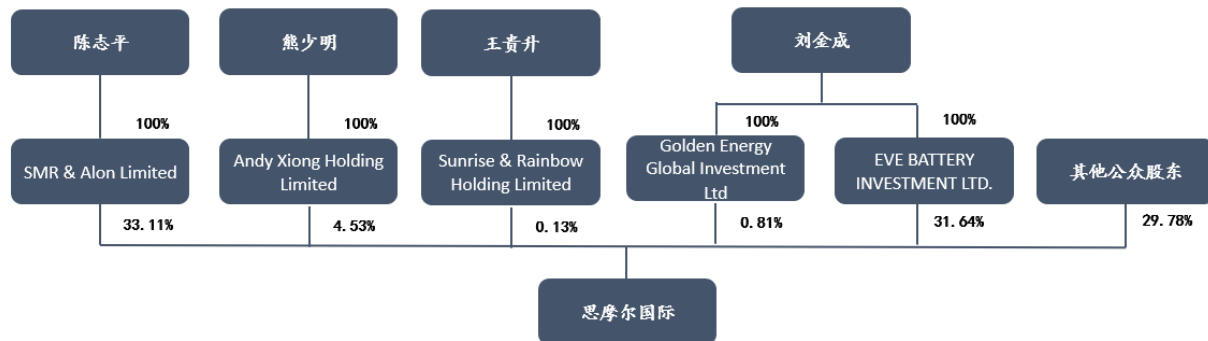 陈志平
熊少明
王贵升
刘金成
100%
100%
100%
100%
100%
SMR & Alon Limited
Andy Xiong Holding
Limited
Sunrise & Rainbow
Holding Limited
Golden Energy
Global Investment
Ltd
EVE BATTERY
INVESTMENT LTD.
其他公众股东
33.11%
4.53%
0.13%
0.81%
31.64%
29.78%
思摩尔国际